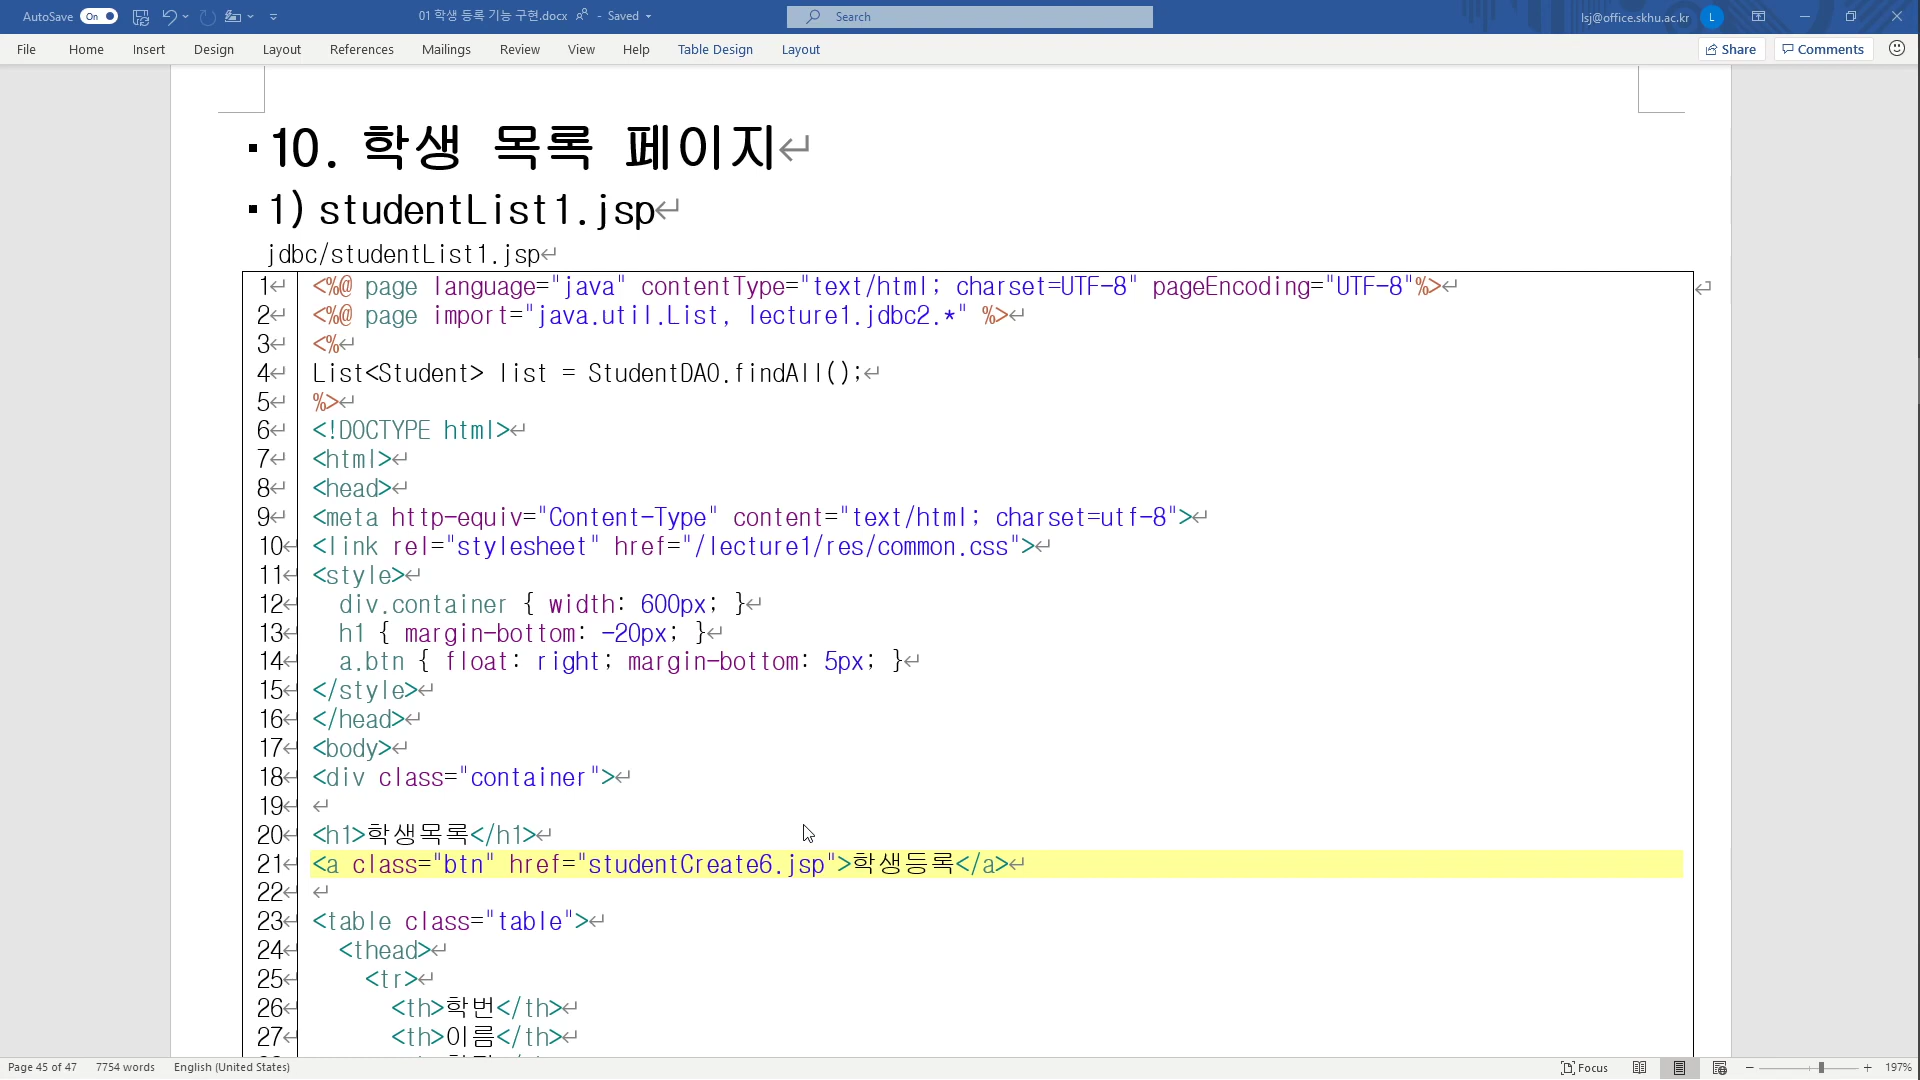 AutoSave On 01 학생 등록 기능 구현.docx - Saved Search lsj@office.skhu.ac.kr L
File Home Insert Design Layout References Mailings Review View Help Table Design Layout Share Comments
10. 학생 목록 페이지
1) studentList1.jsp
jdbc/studentList1.jsp
1 <%@ page language="java" contentType="text/html; charset=UTF-8" pageEncoding="UTF-8"%>
2 <%@ page import="java.util.List, lecture1.jdbc2.*" %>
3 <%
4 List<Student> list = StudentDAO.findAll();
5 %>
6 <!DOCTYPE html>
7 <html>
8 <head>
9 <meta http-equiv="Content-Type" content="text/html; charset=utf-8">
10 <link rel="stylesheet" href="/lecture1/res/common.css">
11 <style>
12 div.container { width: 600px; }
13 h1 { margin-bottom: -20px; }
14 a.btn { float: right; margin-bottom: 5px; }
15 </style>
16 </head>
17 <body>
18 <div class="container">
19
20 <h1>학생목록</h1>
21 <a class="btn" href="studentCreate6.jsp">학생등록</a>
22
23 <table class="table">
24 <thead>
25 <tr>
26 <th>학번</th>
27 <th>이름</th>
Page 45 of 47 7754 words English (United States) Focus 197%